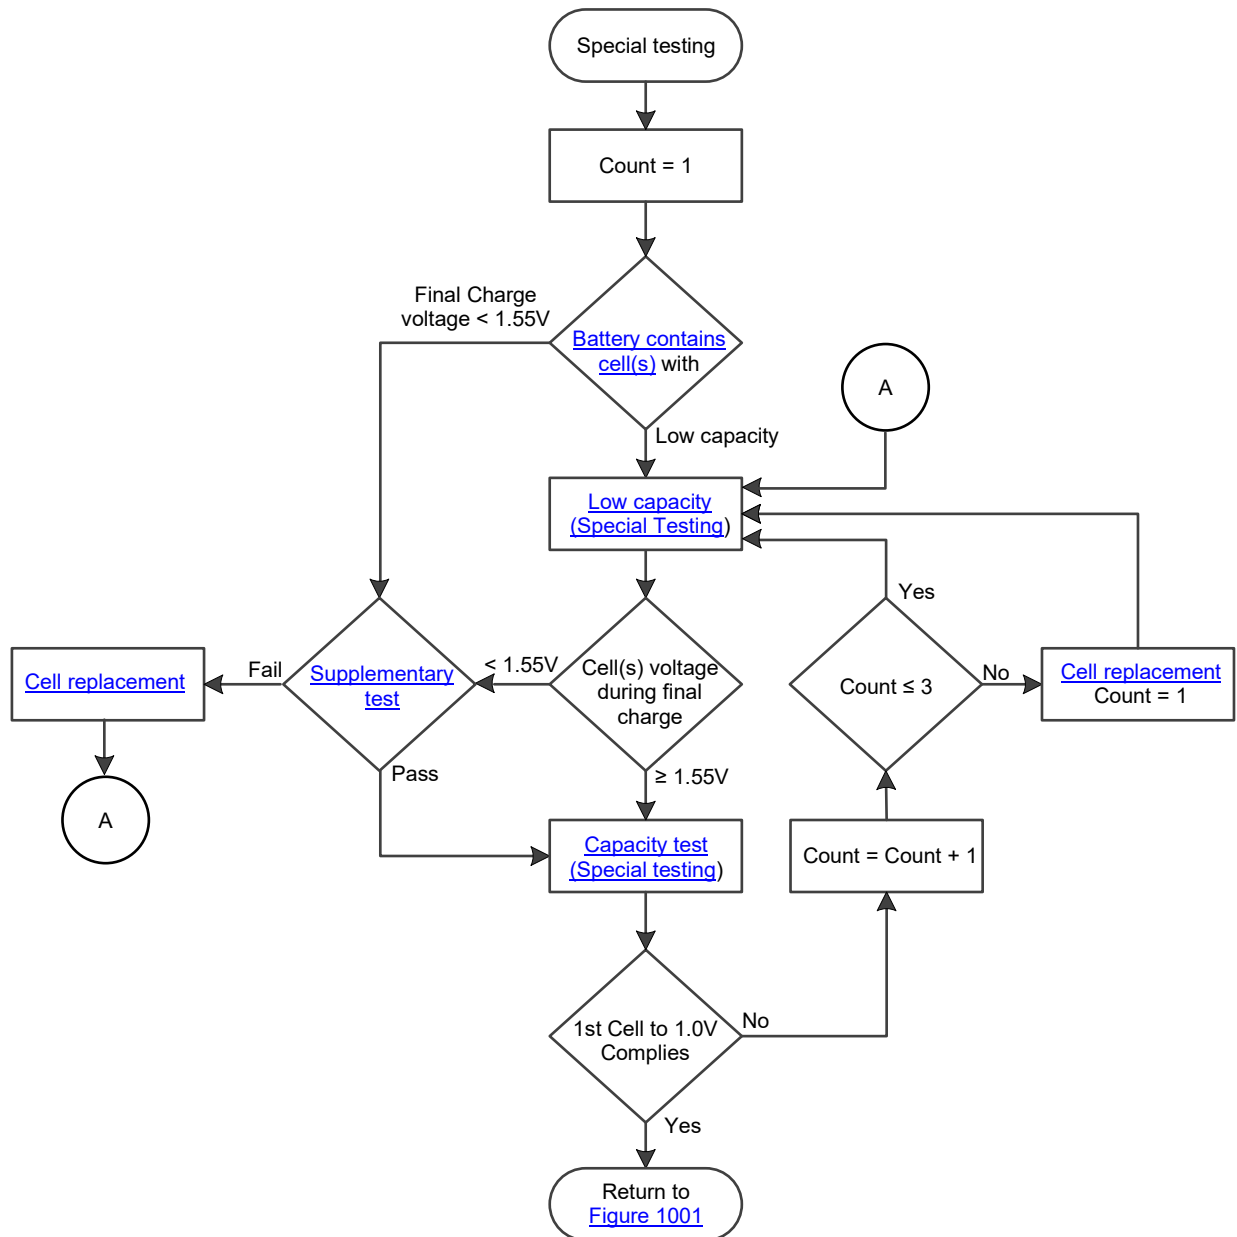 Special testing
Count = 1
Final Charge
voltage < 1.55V
Battery contains
cell(s) with
A
Low capacity
Low capacity
(Special Testing)
Yes
Cell replacement
Fail
Supplementary
test
< 1.55V
Cell(s) voltage
during final
charge
Count ≤ 3
No
Cell replacement
Count = 1
Pass
≥ 1.55V
A
Capacity test
(Special testing)
Count = Count + 1
1st Cell to 1.0V
Complies
No
Yes
Return to
Figure 1001